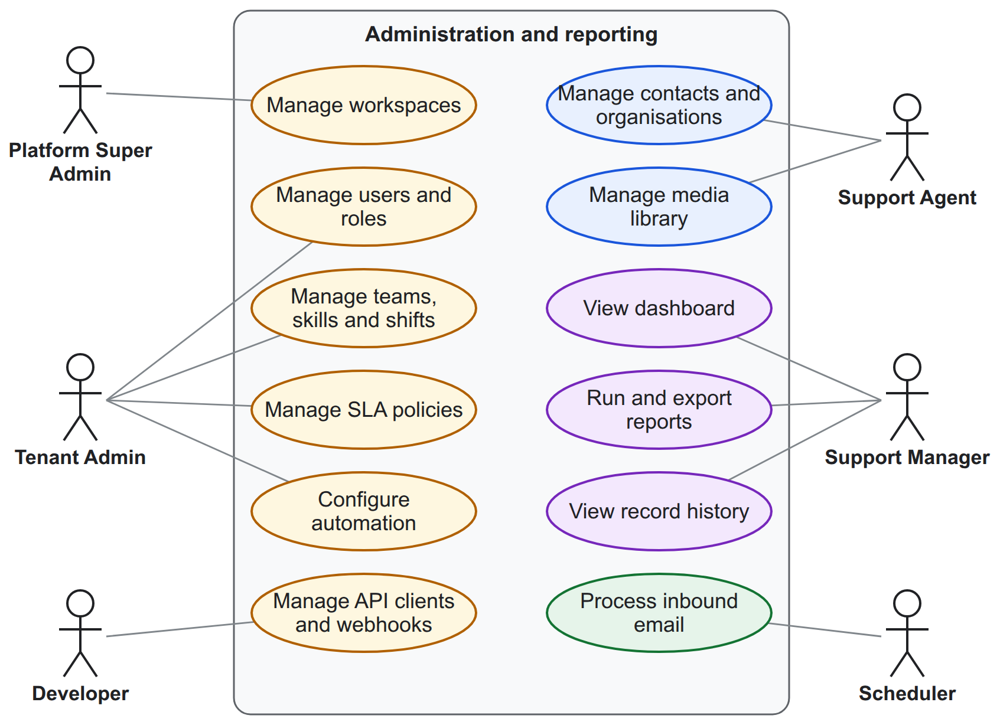 Administration and reporting
Platform Super
Admin
Tenant Admin
Developer
Manage workspaces
Manage users and
roles
Manage teams,
skills and shifts
Manage SLA policies
Configure
automation
Manage API clients
and webhooks
Manage contacts and
organisations
Manage media
library
View dashboard
Run and export
reports
View record history
Process inbound
email
Support Agent
Support Manager
Scheduler